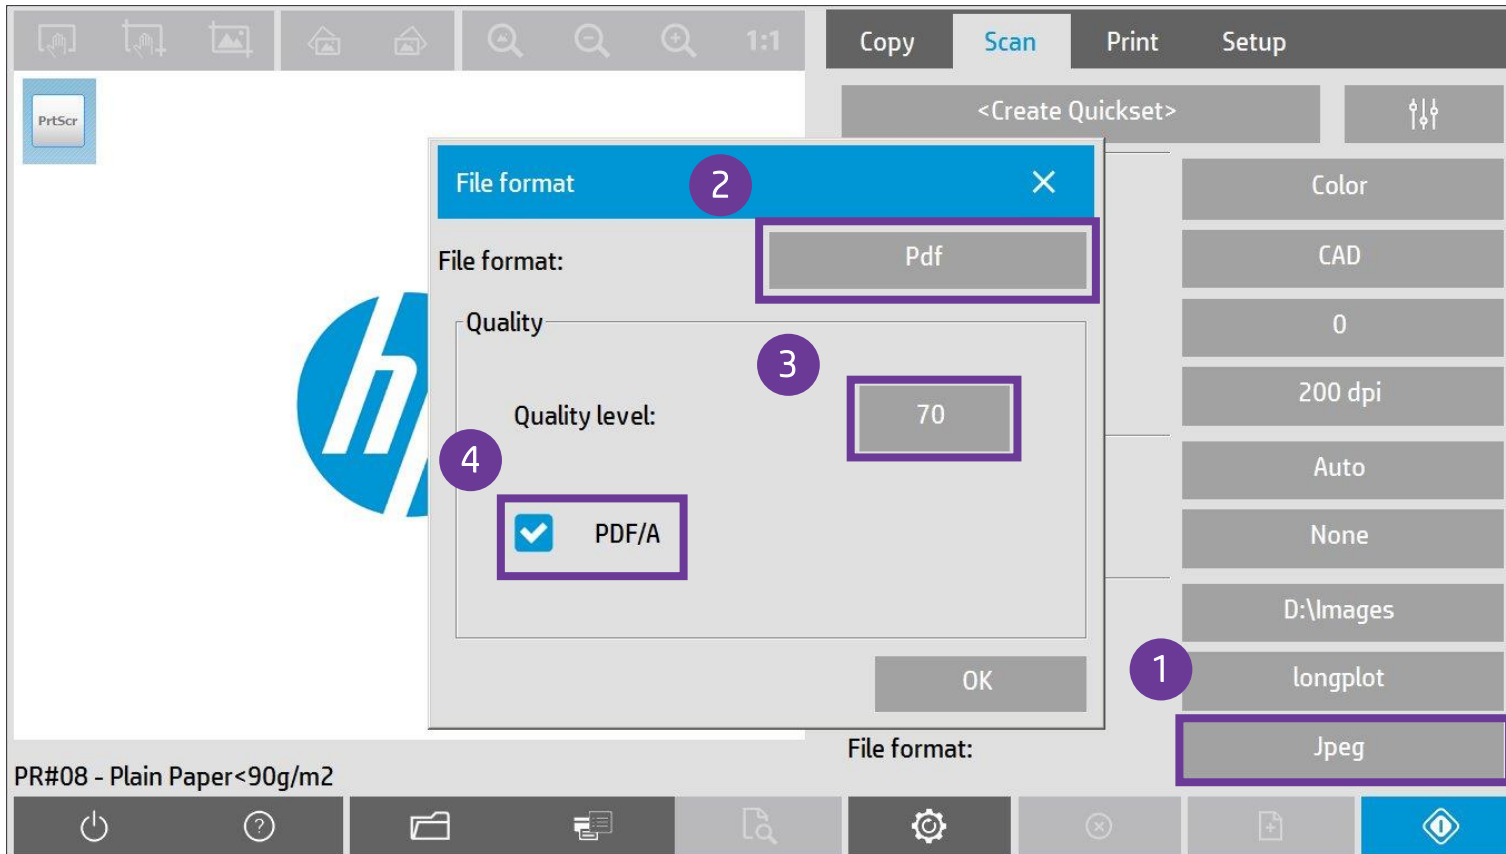 1:1
Copy
Scan
Print
Setup
PrtScr
<Create Quickset>
File format
2
File format:
Pdf
Quality
3
Quality level:
70
4
PDF/A
OK
Color
CAD
0
200 dpi
Auto
None
D:\Images
1
longplot
File format:
Jpeg
hp
PR#08 - Plain Paper<90g/m2
?